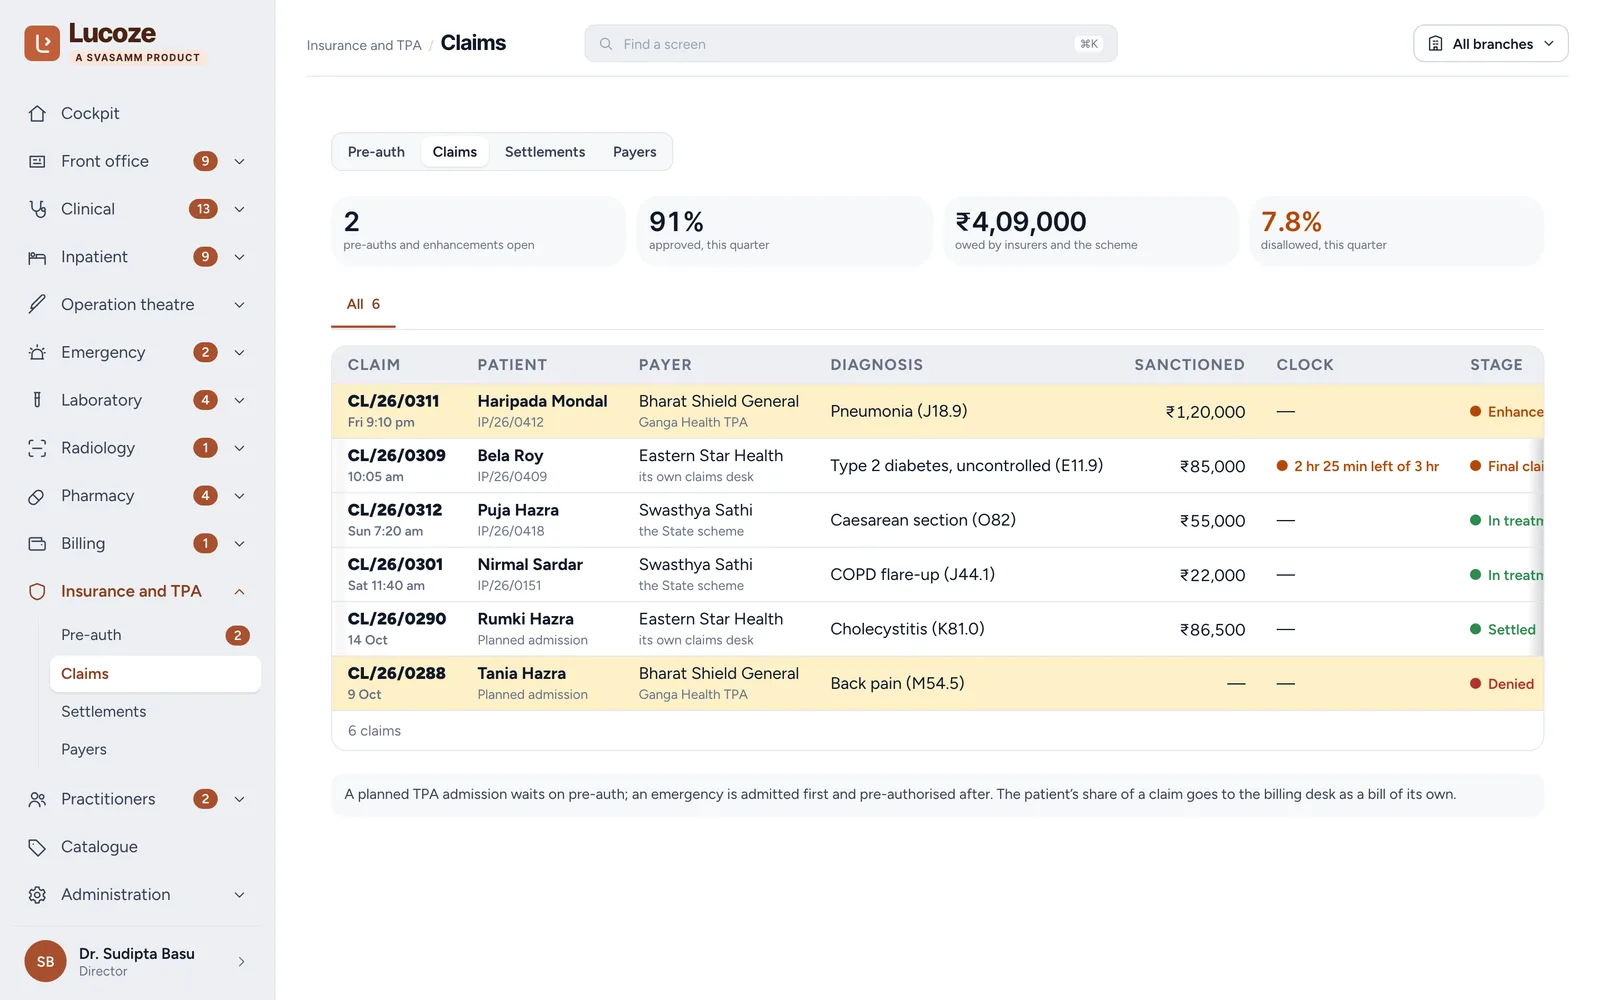 Lucoze
A SVASAMM PRODUCT
Cockpit
Front office 9
Clinical 13
Inpatient 9
Operation theatre
Emergency 2
Laboratory 4
Radiology 1
Pharmacy 4
Billing 1
Insurance and TPA
Pre-auth 2
Claims
Settlements
Payers
Practitioners 2
Catalogue
Administration
SB
Dr. Sudipta Basu
Director
Insurance and TPA / Claims
Find a screen ⌘K
All branches
Pre-auth Claims Settlements Payers
2
pre-auths and enhancements open
91%
approved, this quarter
₹4,09,000
owed by insurers and the scheme
7.8%
disallowed, this quarter
All 6
CLAIM PATIENT PAYER DIAGNOSIS SANCTIONED CLOCK STAGE
CL/26/0311 Haripada Mondal Bharat Shield General Pneumonia (J18.9) ₹1,20,000 — Enhance
Fri 9:10 pm IP/26/0412 Ganga Health TPA
CL/26/0309 Bela Roy Eastern Star Health Type 2 diabetes, uncontrolled (E11.9) ₹85,000 2 hr 25 min left of 3 hr Final clai
10:05 am IP/26/0409 its own claims desk
CL/26/0312 Puja Hazra Swasthya Sathi Caesarean section (O82) ₹55,000 — In treatm
Sun 7:20 am IP/26/0418 the State scheme
CL/26/0301 Nirmal Sardar Swasthya Sathi COPD flare-up (J44.1) ₹22,000 — In treatm
Sat 11:40 am IP/26/0151 the State scheme
CL/26/0290 Rumki Hazra Eastern Star Health Cholecystitis (K81.0) ₹86,500 — Settled
14 Oct Planned admission its own claims desk
CL/26/0288 Tania Hazra Bharat Shield General Back pain (M54.5) — — Denied
9 Oct Planned admission Ganga Health TPA
6 claims
A planned TPA admission waits on pre-auth; an emergency is admitted first and pre-authorised after. The patient's share of a claim goes to the billing desk as a bill of its own.